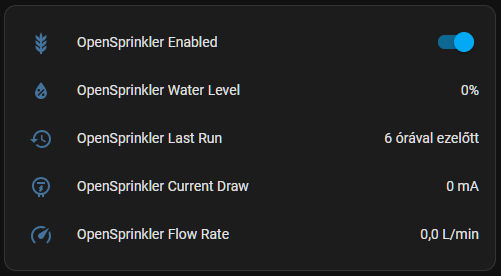 OpenSprinkler Enabled
OpenSprinkler Water Level 0%
OpenSprinkler Last Run 6 órával ezelőtt
OpenSprinkler Current Draw 0 mA
OpenSprinkler Flow Rate 0,0 L/min